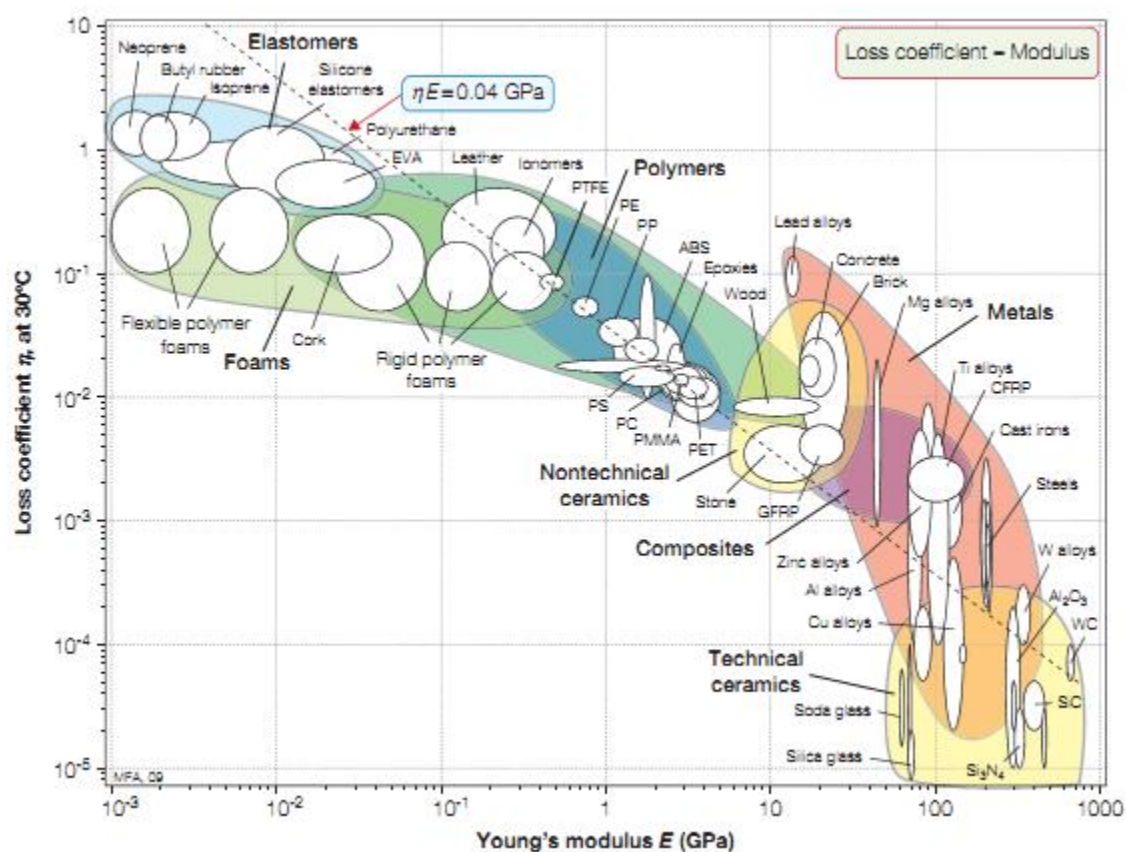 Loss coefficient – Modulus
ηE=0.04 GPa
Elastomers
Neoprene
Butyl rubber
Isoprene
Silicone
elastomers
Polyurethane
EVA
Leather
Ionomers
Polymers
PTFE
PE
PP
ABS
Epoxies
Wood
Lead alloys
Concrete
Brick
Mg alloys
Metals
Ti alloys
CFRP
Cast irons
Steels
W alloys
Al₂O₃
WC
SiC
Si₃N₄
Flexible polymer
foams
Foams
Cork
Rigid polymer
foams
PS
PC
PMMA
PET
Nontechnical
ceramics
Stone
GFRP
Composites
Zinc alloys
Al alloys
Cu alloys
Technical
ceramics
Soda glass
Silica glass
MFA, 09
Loss coefficient η, at 30°C
10
1
10⁻¹
10⁻²
10⁻³
10⁻⁴
10⁻⁵
10⁻³
10⁻²
10⁻¹
1
10
100
1000
Young's modulus E (GPa)